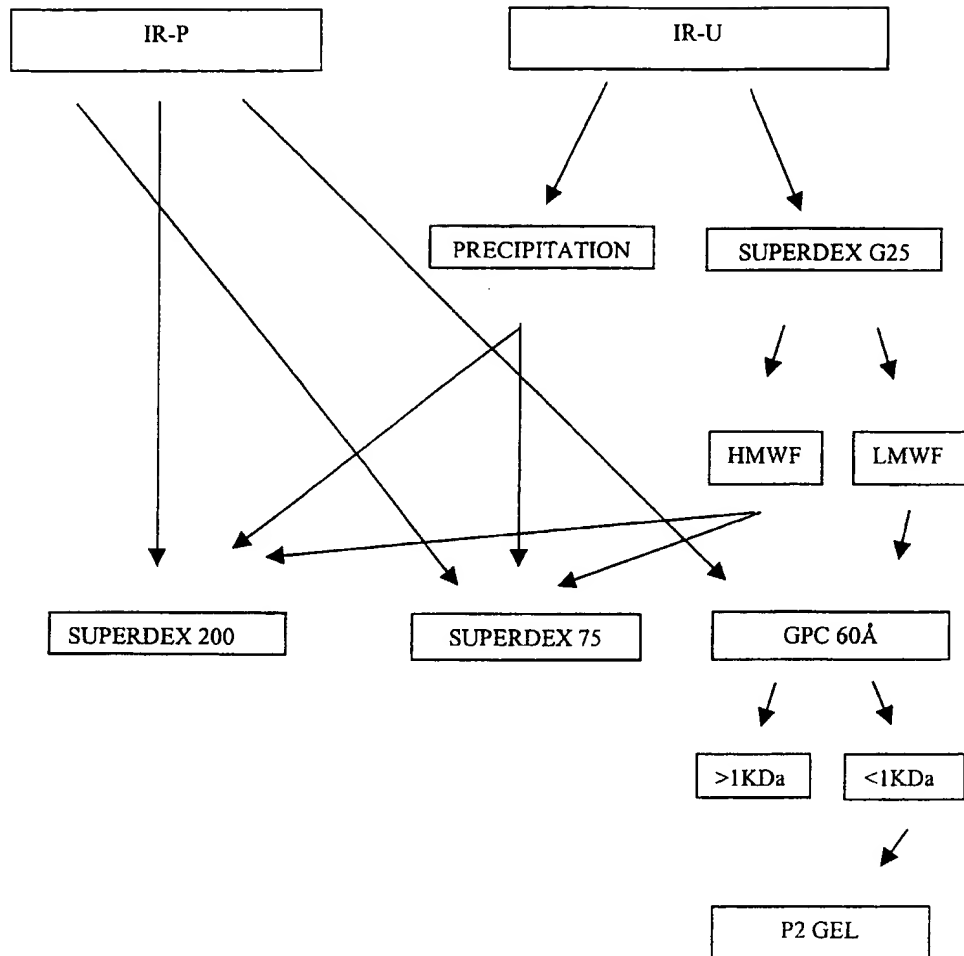 IR-P
IR-U
PRECIPITATION
SUPERDEX G25
HMWF
LMWF
SUPERDEX 200
SUPERDEX 75
GPC 60Å
>1KDa
<1KDa
P2 GEL